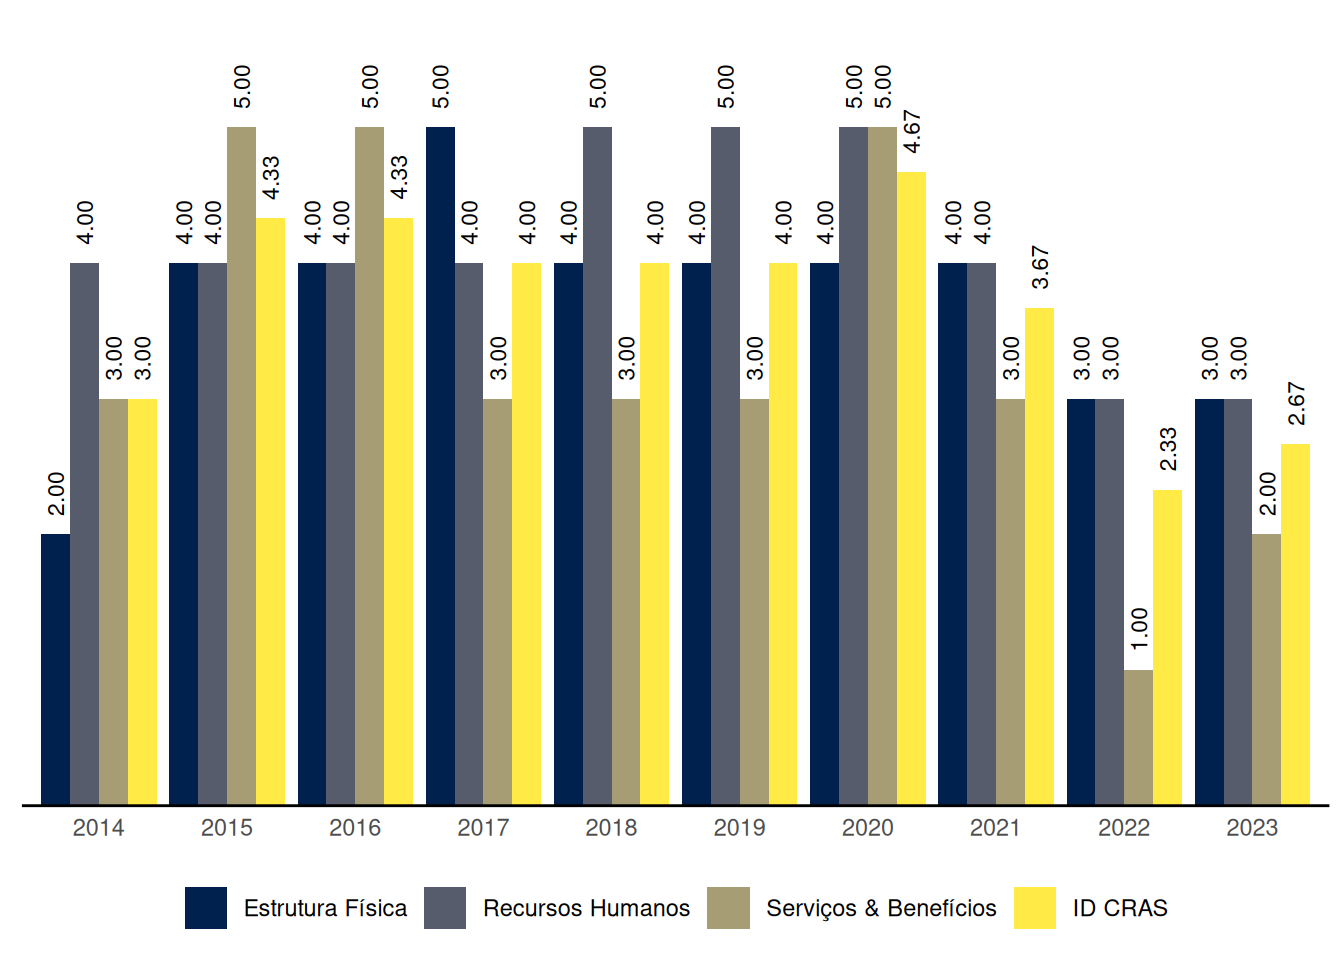 2.00 4.00 3.00 3.00
4.00 4.00 5.00 4.33
4.00 4.00 5.00 4.33
5.00 4.00 3.00 4.00
4.00 5.00 3.00 4.00
4.00 5.00 3.00 4.00
4.00 5.00 5.00 4.67
4.00 4.00 3.00 3.67
3.00 3.00 1.00 2.33
3.00 3.00 2.00 2.67
2014 2015 2016 2017 2018 2019 2020 2021 2022 2023
Estrutura Física Recursos Humanos Serviços & Benefícios ID CRAS